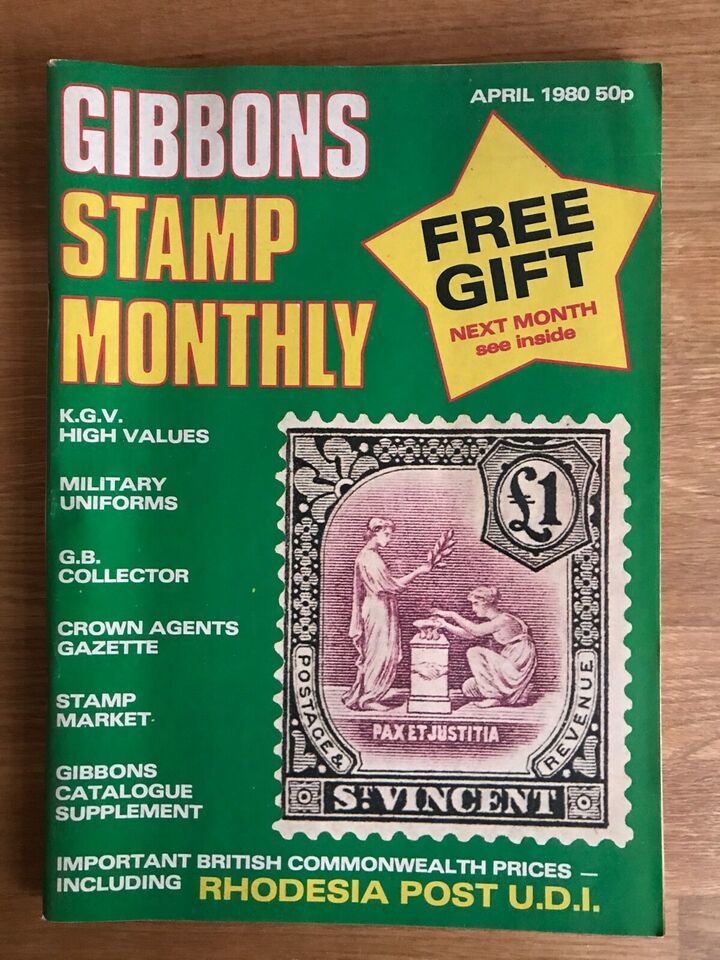 GIBBONS
STAMP
MONTHLY
APRIL 1980 50p
FREE
GIFT
NEXT MONTH
see inside
K.G.V.
HIGH VALUES
MILITARY
UNIFORMS
G.B.
COLLECTOR
CROWN AGENTS
GAZETTE
STAMP
MARKET
GIBBONS
CATALOGUE
SUPPLEMENT
£1
POSTAGE &
REVENUE
PAX ET JUSTITIA
ST. VINCENT
IMPORTANT BRITISH COMMONWEALTH PRICES —
INCLUDING RHODESIA POST U.D.I.